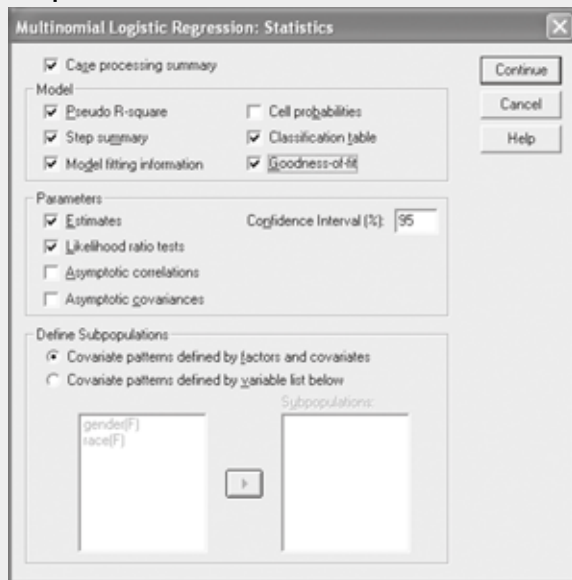 Multinomial Logistic Regression: Statistics
Case processing summary
Continue
Model
Pseudo R-square
Cell probabilities
Cancel
Step summary
Classification table
Help
Model fitting information
Goodness-of-fit
Parameters
Estimates
Confidence Interval (%): 95
Likelihood ratio tests
Asymptotic correlations
Asymptotic covariances
Define Subpopulations
Covariate patterns defined by factors and covariates
Covariate patterns defined by variable list below
Subpopulations:
gender(F)
race(F)